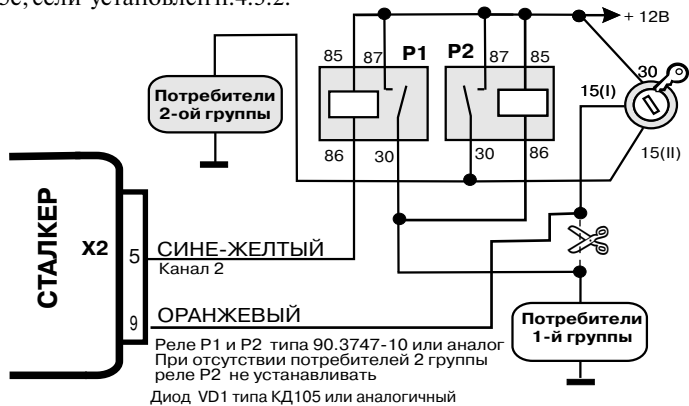 если установлен п.4.5.2.
+ 12В
85 87 Р1 Р2 87 85
30
15(I)
Потребители
2-ой группы
86 30 30 86
15(II)
СТАЛКЕР
X2
5 СИНЕ-ЖЕЛТЫЙ
Канал 2
9 ОРАНЖЕВЫЙ
Потребители
1-й группы
Реле Р1 и Р2 типа 90.3747-10 или аналог
При отсутствии потребителей 2 группы
реле Р2 не устанавливать
Диод VD1 типа КД105 или аналогичный